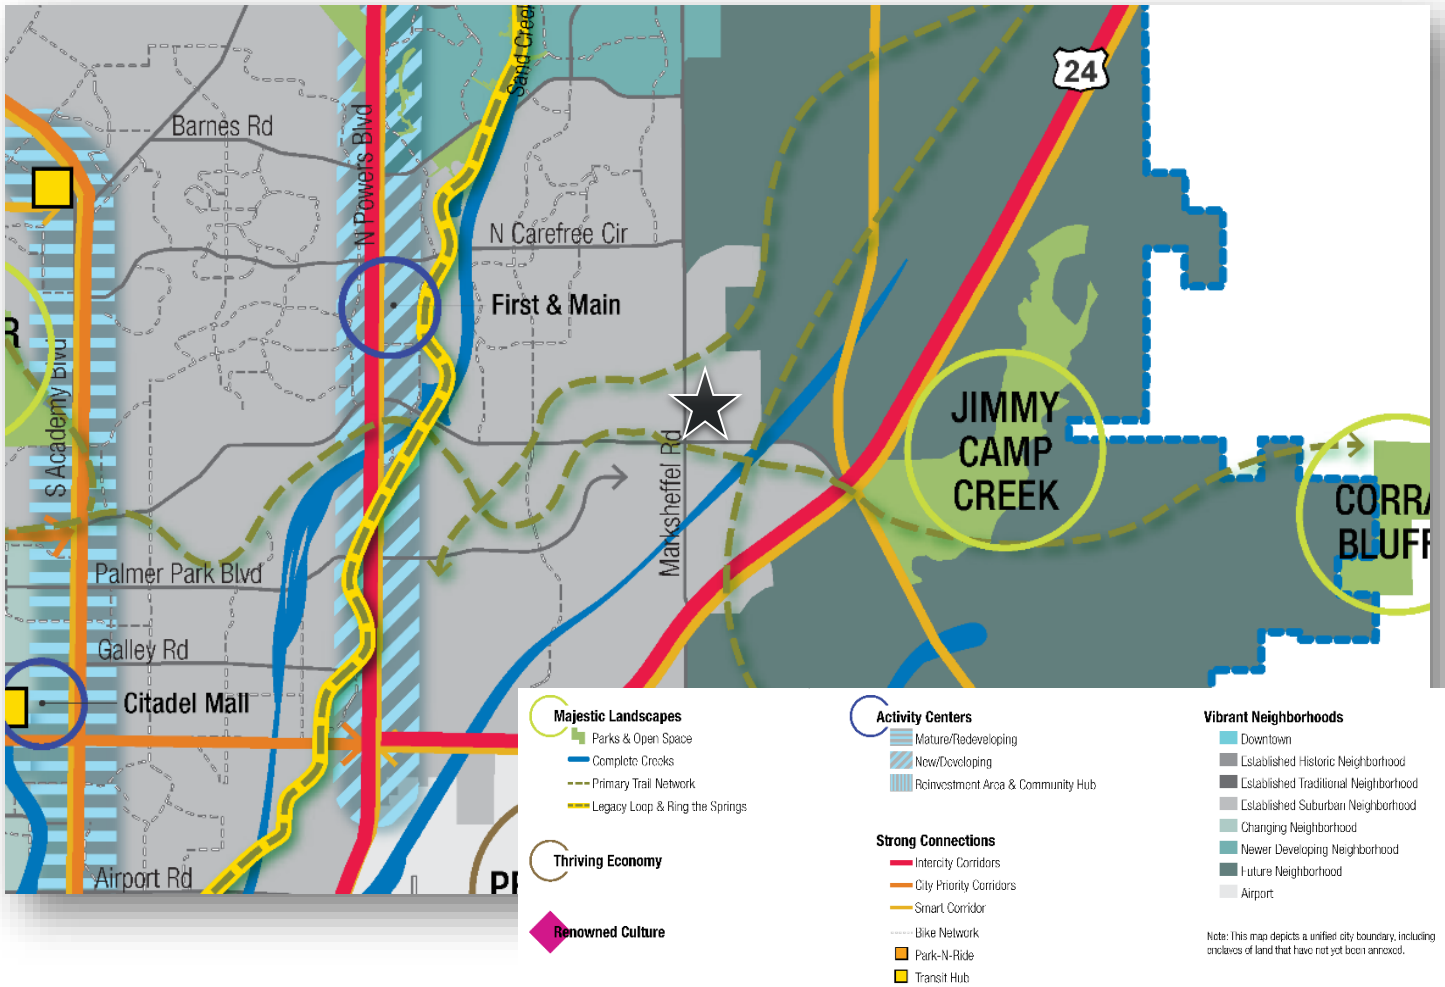 Sand Creek
24
Barnes Rd
N Powers Blvd
N Carefree Cir
First & Main
R
S Academy Blvd
JIMMY
CAMP
CREEK
Marksheffel Rd
CORRA
BLUFF
Palmer Park Blvd
Galley Rd
Citadel Mall
Airport Rd
Majestic Landscapes
Parks & Open Space
Complete Creeks
Primary Trail Network
Legacy Loop & Ring the Springs
Thriving Economy
Renowned Culture
Activity Centers
Mature/Redeveloping
New/Developing
Reinvestment Area & Community Hub
Strong Connections
Intercity Corridors
City Priority Corridors
Smart Corridor
Bike Network
Park-N-Ride
Transit Hub
Vibrant Neighborhoods
Downtown
Established Historic Neighborhood
Established Traditional Neighborhood
Established Suburban Neighborhood
Changing Neighborhood
Newer Developing Neighborhood
Future Neighborhood
Airport
Note: This map depicts a unified city boundary, including
enclaves of land that have not yet been annexed.